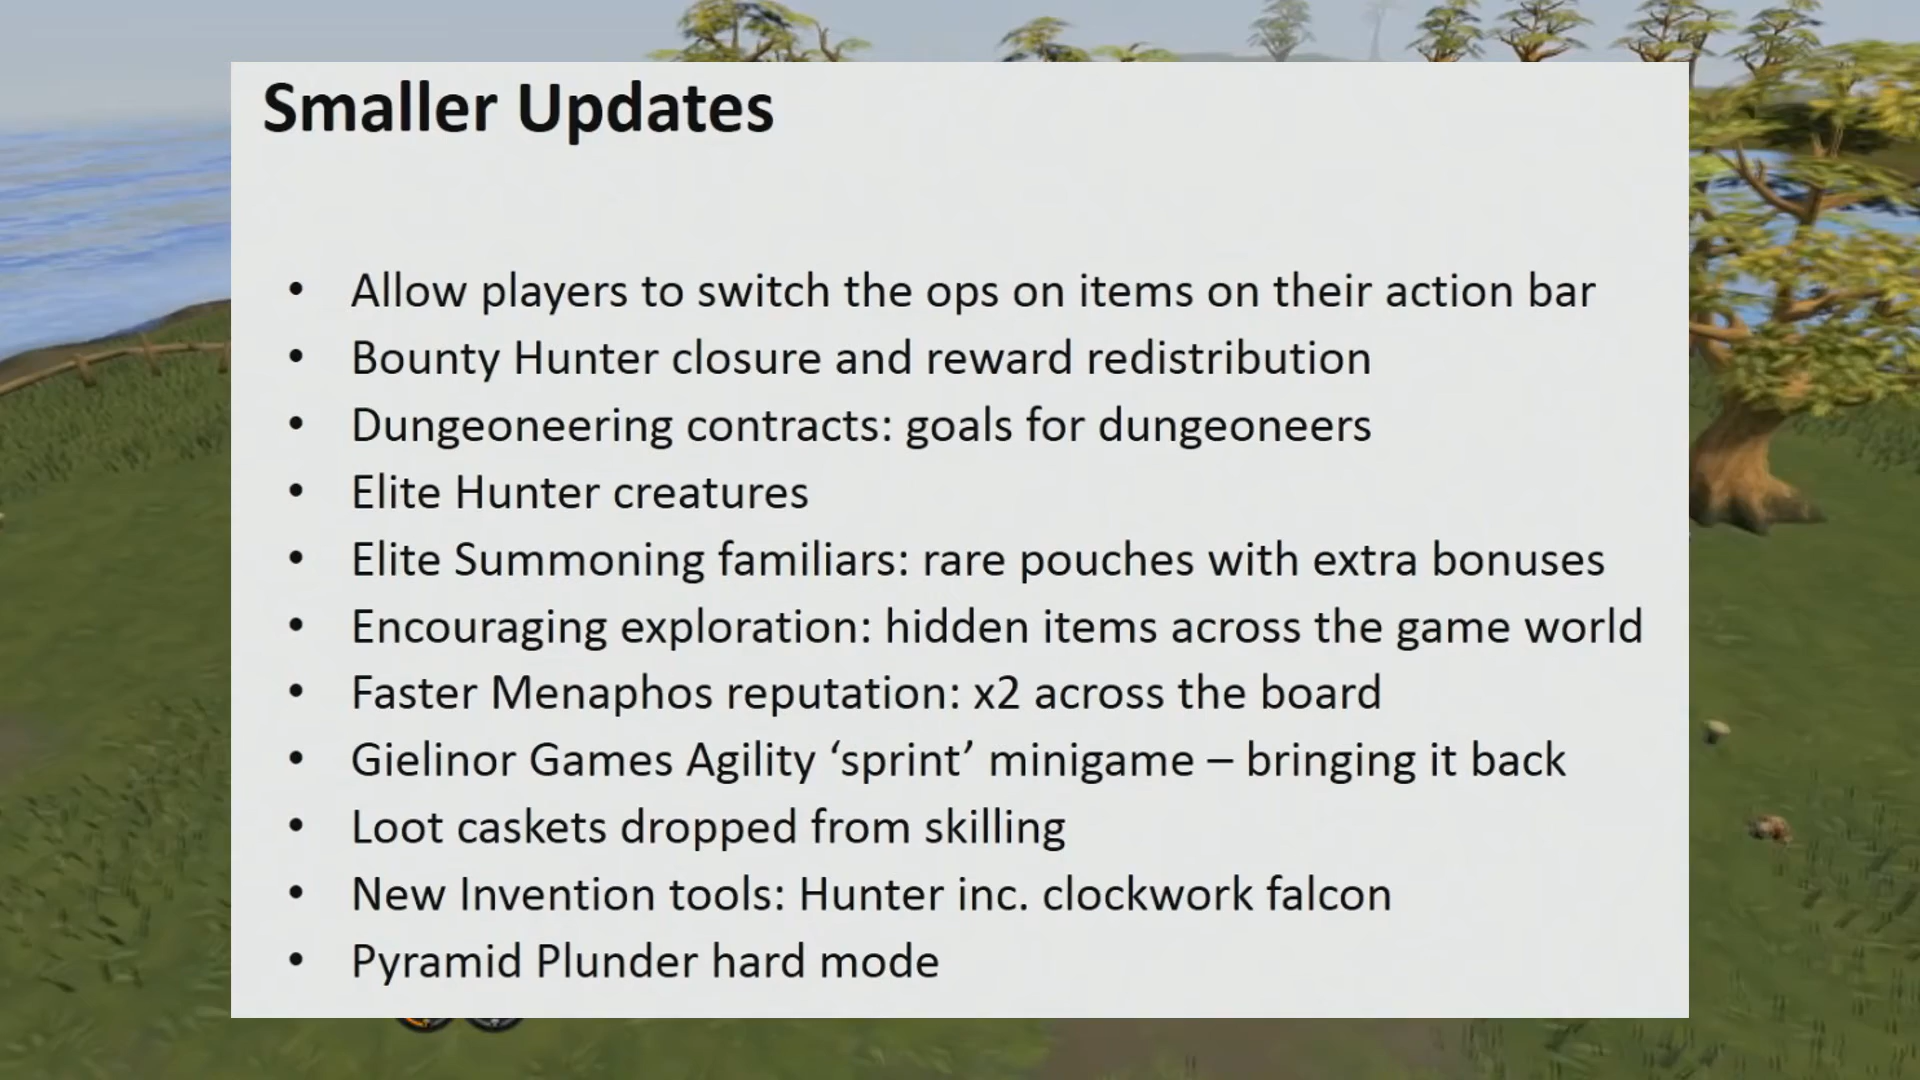 Smaller Updates
• Allow players to switch the ops on items on their action bar
• Bounty Hunter closure and reward redistribution
• Dungeoneering contracts: goals for dungeoneers
• Elite Hunter creatures
• Elite Summoning familiars: rare pouches with extra bonuses
• Encouraging exploration: hidden items across the game world
• Faster Menaphos reputation: x2 across the board
• Gielinor Games Agility ‘sprint’ minigame – bringing it back
• Loot caskets dropped from skilling
• New Invention tools: Hunter inc. clockwork falcon
• Pyramid Plunder hard mode